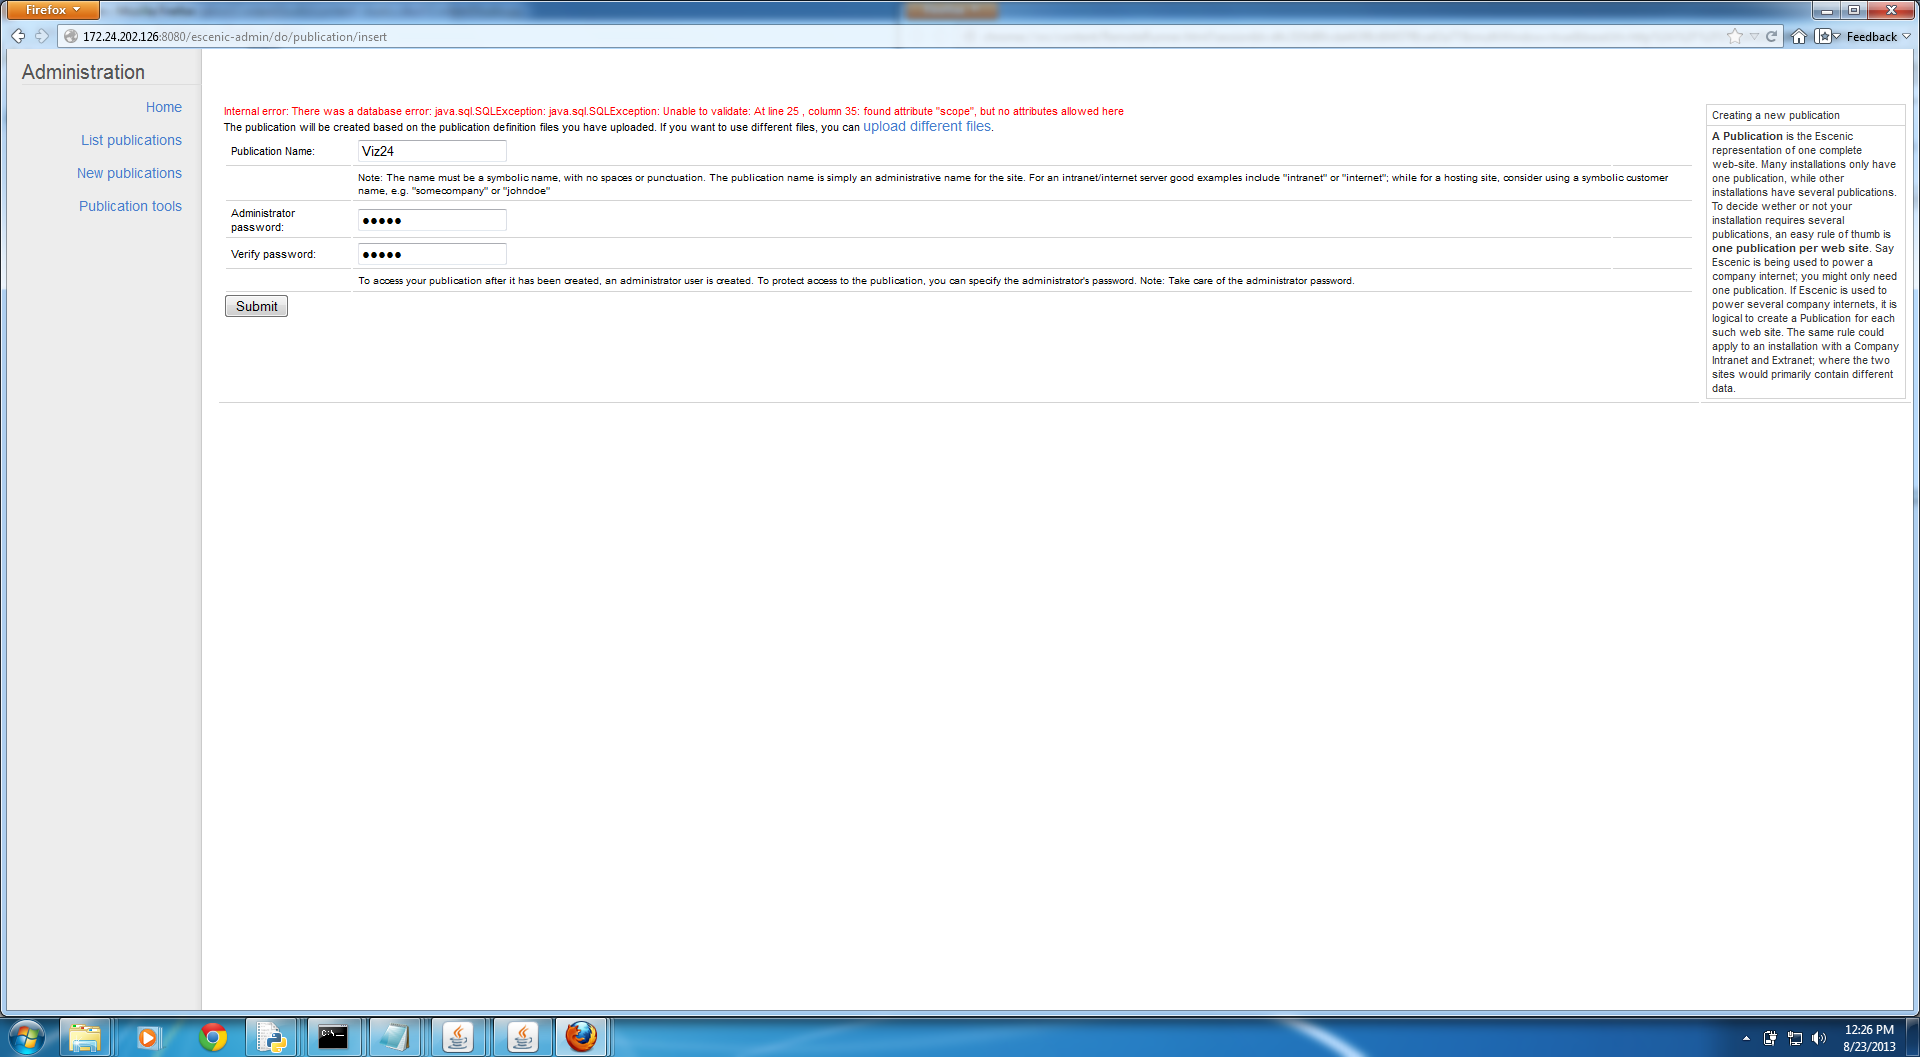 Firefox
172.24.202.126:8080/escenic-admin/do/publication/insert
Feedback
Administration
Home
List publications
New publications
Publication tools
Internal error: There was a database error: java.sql.SQLException: java.sql.SQLException: Unable to validate: At line 25 , column 35: found attribute "scope", but no attributes allowed here
The publication will be created based on the publication definition files you have uploaded. If you want to use different files, you can upload different files.
Publication Name:
Viz24
Note: The name must be a symbolic name, with no spaces or punctuation. The publication name is simply an administrative name for the site. For an intranet/internet server good examples include "intranet" or "internet"; while for a hosting site, consider using a symbolic customer
name, e.g. "somecompany" or "johndoe"
Administrator
password:
●●●●●
Verify password:
●●●●●
To access your publication after it has been created, an administrator user is created. To protect access to the publication, you can specify the administrator's password. Note: Take care of the administrator password.
Submit
Creating a new publication
A Publication is the Escenic
representation of one complete
web-site. Many installations only have
one publication, while other
installations have several publications.
To decide wether or not your
installation requires several
publications, an easy rule of thumb is
one publication per web site. Say
Escenic is being used to power a
company internet; you might only need
one publication. If Escenic is used to
power several company internets, it is
logical to create a Publication for each
such web site. The same rule could
apply to an installation with a Company
Intranet and Extranet; where the two
sites would primarily contain different
data.
C:\_
12:26 PM
8/23/2013